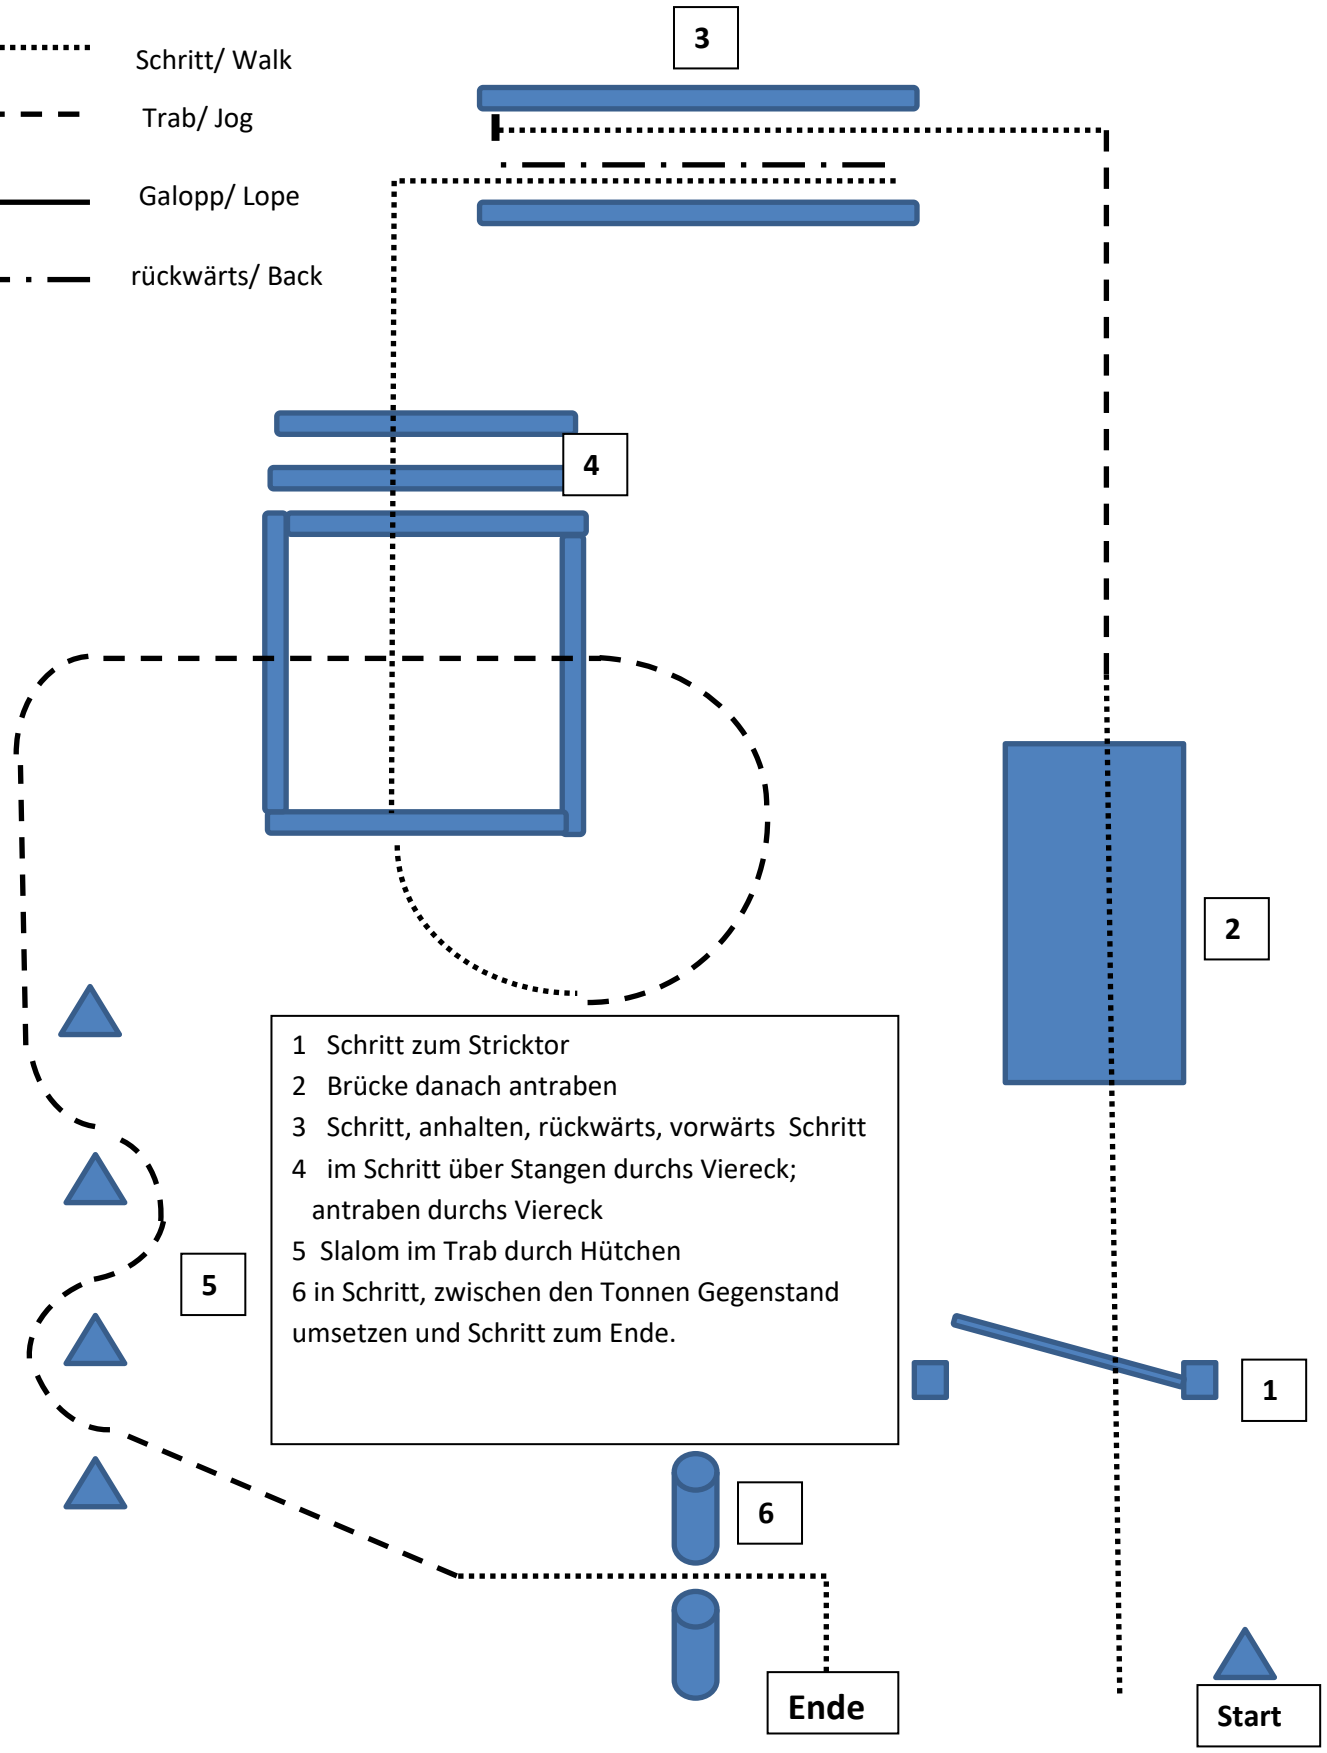 3
Schritt/ Walk
Trab/ Jog
Galopp/ Lope
rückwärts/ Back
4
2
1 Schritt zum Stricktor
2 Brücke danach antraben
3 Schritt, anhalten, rückwärts, vorwärts Schritt
4 im Schritt über Stangen durchs Viereck;
antraben durchs Viereck
5 Slalom im Trab durch Hütchen
6 in Schritt, zwischen den Tonnen Gegenstand
umsetzen und Schritt zum Ende.
5
1
6
Ende
Start